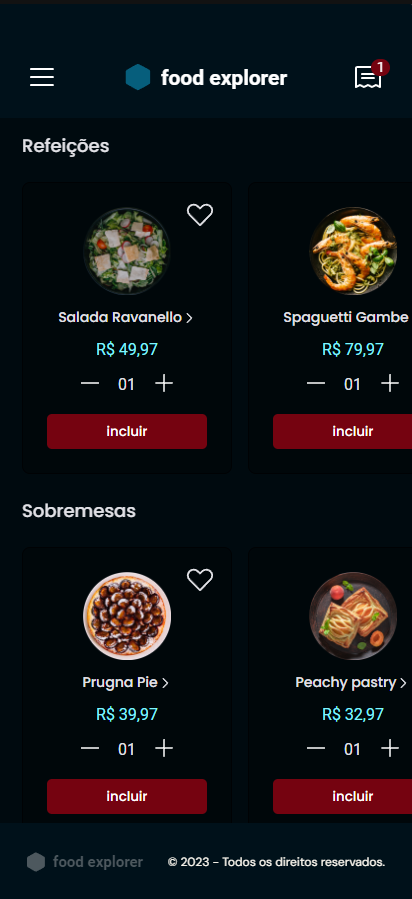 food explorer
1
Refeições
Salada Ravanello >
Spaguetti Gambe
R$ 49,97
R$ 79,97
01
01
incluir
incluir
Sobremesas
Prugna Pie >
Peachy pastry >
R$ 39,97
R$ 32,97
01
01
incluir
incluir
food explorer
© 2023 - Todos os direitos reservados.